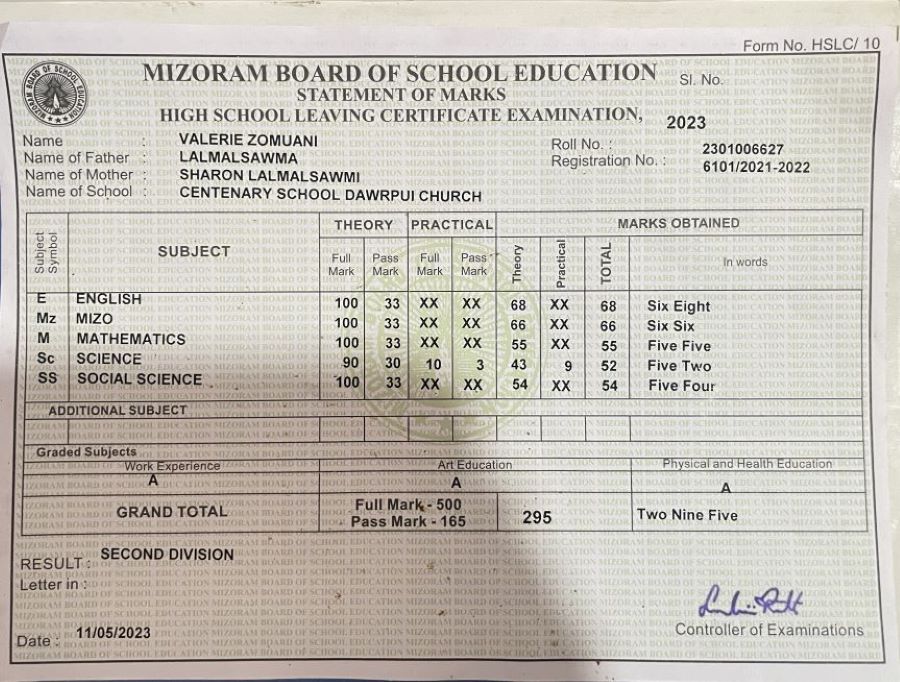 Form No. HSLC/ 10
MIZORAM BOARD OF SCHOOL EDUCATION
Sl. No.
STATEMENT OF MARKS
HIGH SCHOOL LEAVING CERTIFICATE EXAMINATION, 2023
Name : VALERIE ZOMUANI
Roll No. : 2301006627
Name of Father : LALMALSAWMA
Registration No. : 6101/2021-2022
Name of Mother : SHARON LALMALSAWMI
Name of School : CENTENARY SCHOOL DAWRPUI CHURCH
Subject Symbol SUBJECT THEORY PRACTICAL MARKS OBTAINED
Full Mark Pass Mark Full Mark Pass Mark Theory Practical TOTAL In words
E ENGLISH 100 33 XX XX 68 XX 68 Six Eight
Mz MIZO 100 33 XX XX 66 XX 66 Six Six
M MATHEMATICS 100 33 XX XX 55 XX 55 Five Five
Sc SCIENCE 90 30 10 3 43 9 52 Five Two
SS SOCIAL SCIENCE 100 33 XX XX 54 XX 54 Five Four
ADDITIONAL SUBJECT
Graded Subjects
Work Experience Art Education Physical and Health Education
A A A
GRAND TOTAL Full Mark - 500 295 Two Nine Five
Pass Mark - 165
RESULT : SECOND DIVISION
Letter in :
Date : 11/05/2023
Controller of Examinations